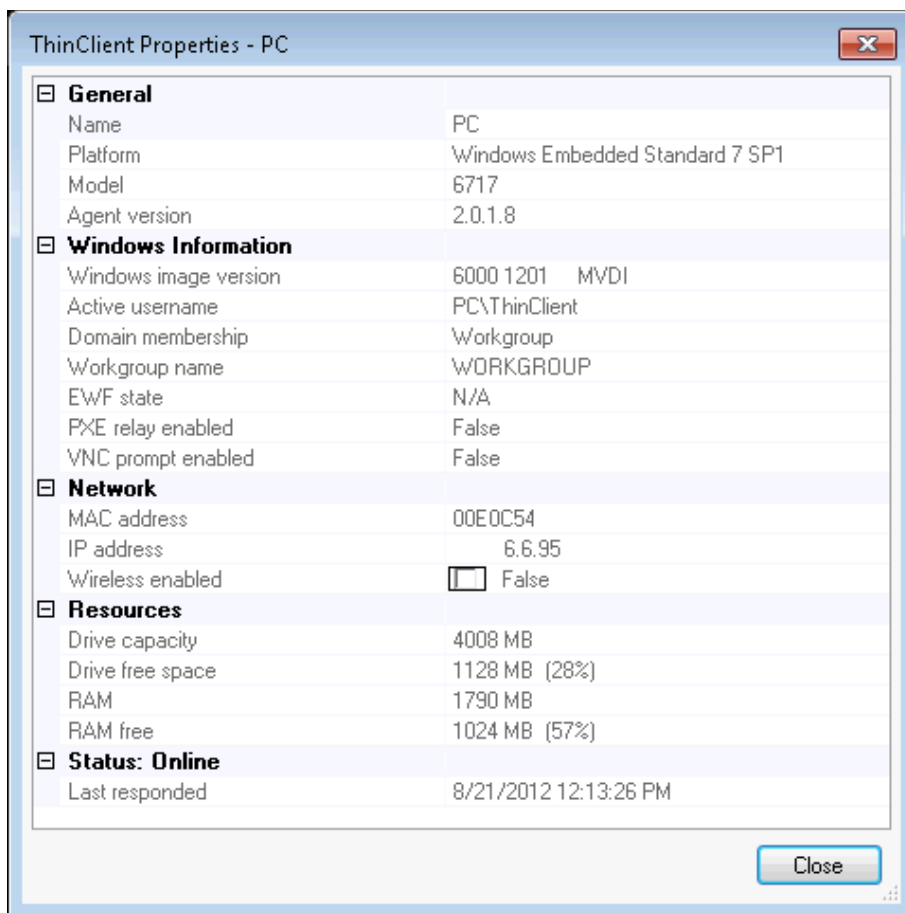 ThinClient Properties - PC
General
Name PC
Platform Windows Embedded Standard 7 SP1
Model 6717
Agent version 2.0.1.8
Windows Information
Windows image version 6000 1201 MVDI
Active username PC\ThinClient
Domain membership Workgroup
Workgroup name WORKGROUP
EWF state N/A
PXE relay enabled False
VNC prompt enabled False
Network
MAC address 00E0C54
IP address 6.6.95
Wireless enabled False
Resources
Drive capacity 4008 MB
Drive free space 1128 MB (28%)
RAM 1790 MB
RAM free 1024 MB (57%)
Status: Online
Last responded 8/21/2012 12:13:26 PM
Close